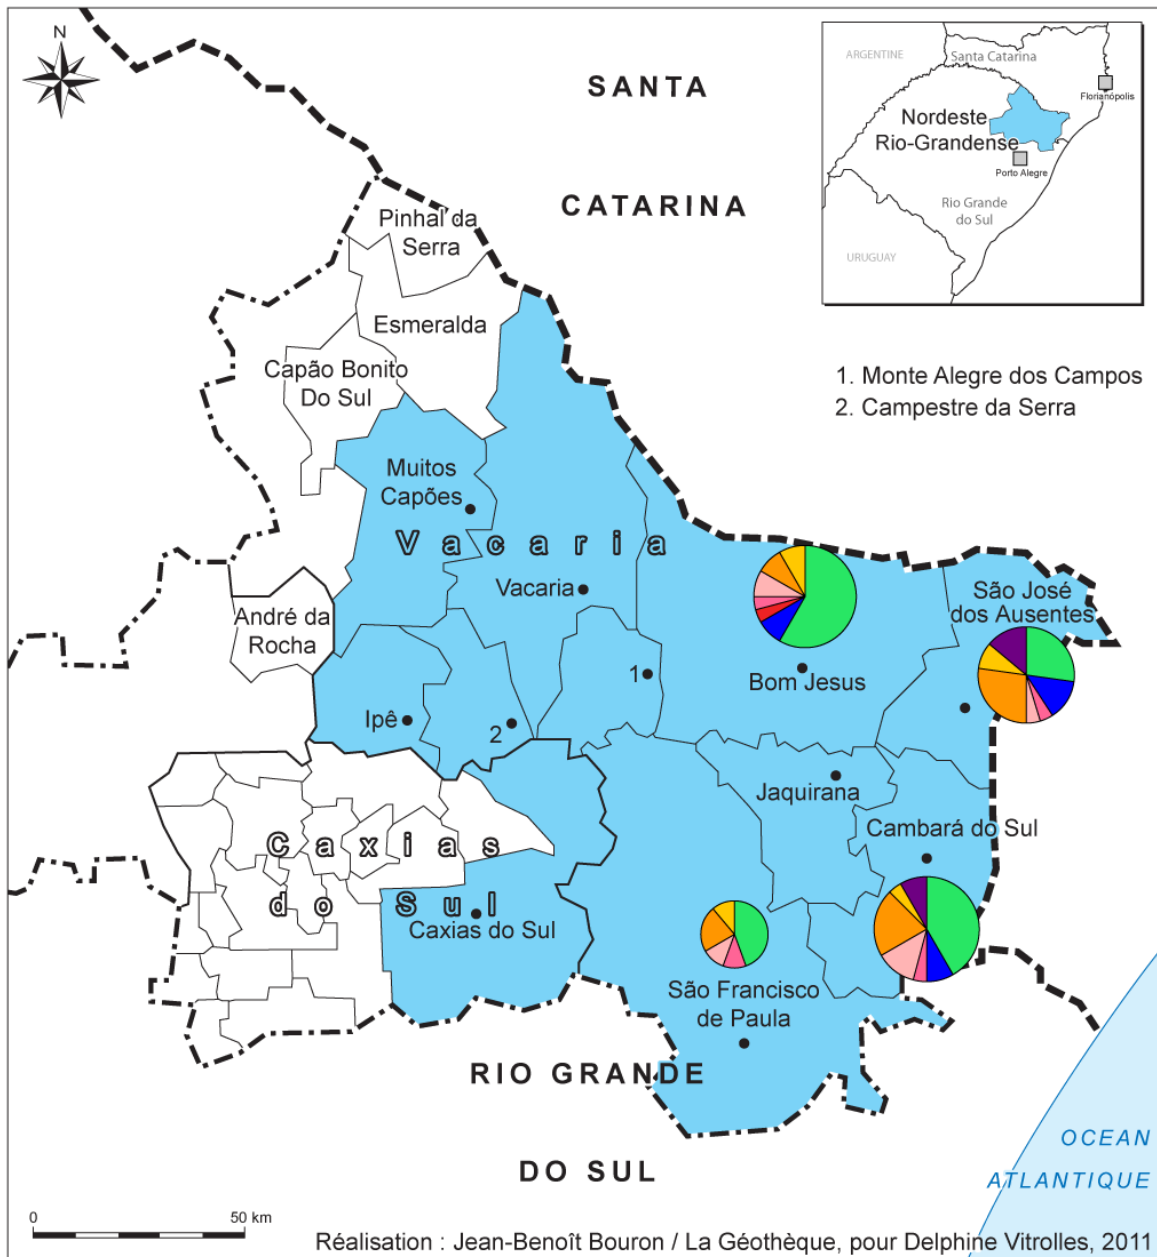 N
SANTA
CATARINA
ARGENTINE
Santa Catarina
Florianópolis
Nordeste
Rio-Grandense
Porto Alegre
Rio Grande
do Sul
URUGUAY
Pinhal da
Serra
Esmeralda
Capão Bonito
Do Sul
1. Monte Alegre dos Campos
2. Campestre da Serra
Muitos
Capões
Vacaria
Vacaria
São José
dos Ausentes
André da
Rocha
1
Bom Jesus
Ipê
2
Jaquirana
Cambará do Sul
Caxias
do Sul
Caxias do Sul
São Francisco
de Paula
RIO GRANDE
DO SUL
OCEAN
ATLANTIQUE
0 50 km
Réalisation : Jean-Benoît Bouron / La Géothèque, pour Delphine Vitrolles, 2011